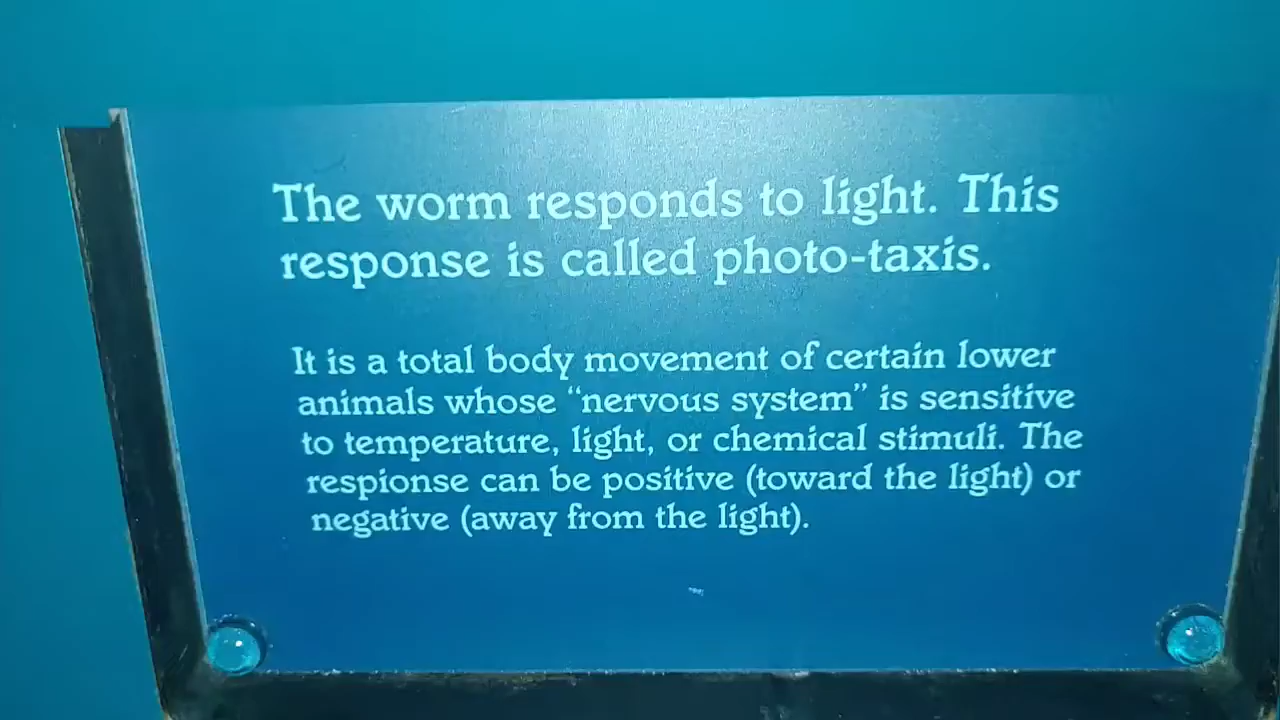 The worm responds to light. This
response is called photo-taxis.
It is a total body movement of certain lower
animals whose “nervous system” is sensitive
to temperature, light, or chemical stimuli. The
respionse can be positive (toward the light) or
negative (away from the light).